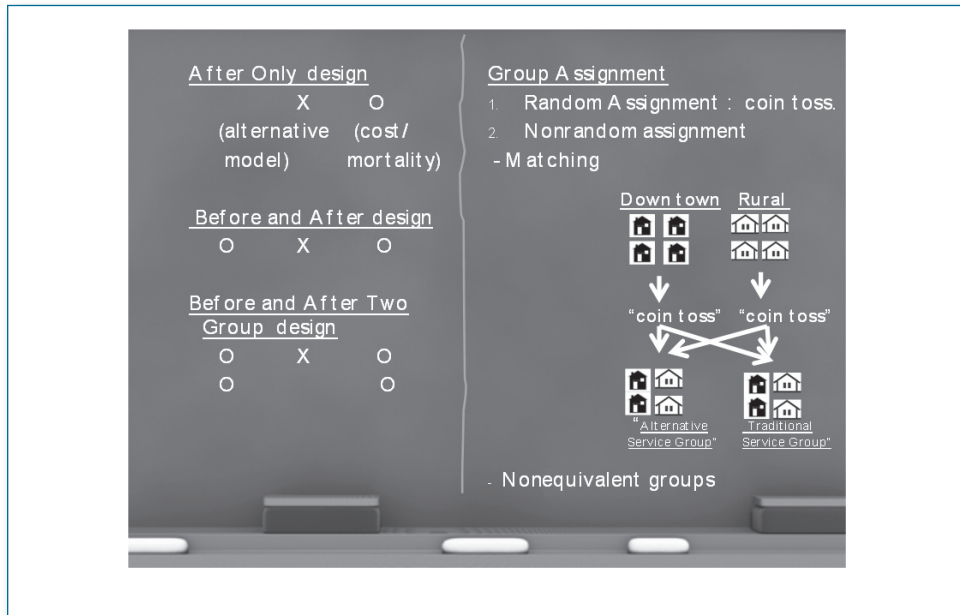 After Only design
X O
(alternative (cost/
model) mortality)
Before and After design
O X O
Before and After Two
Group design
O X O
O O
Group Assignment
1. Random Assignment : coin toss.
2. Nonrandom assignment
- Matching
Downtown Rural
“coin toss” “coin toss”
“Alternative
Service Group”
Traditional
Service Group”
- Nonequivalent groups